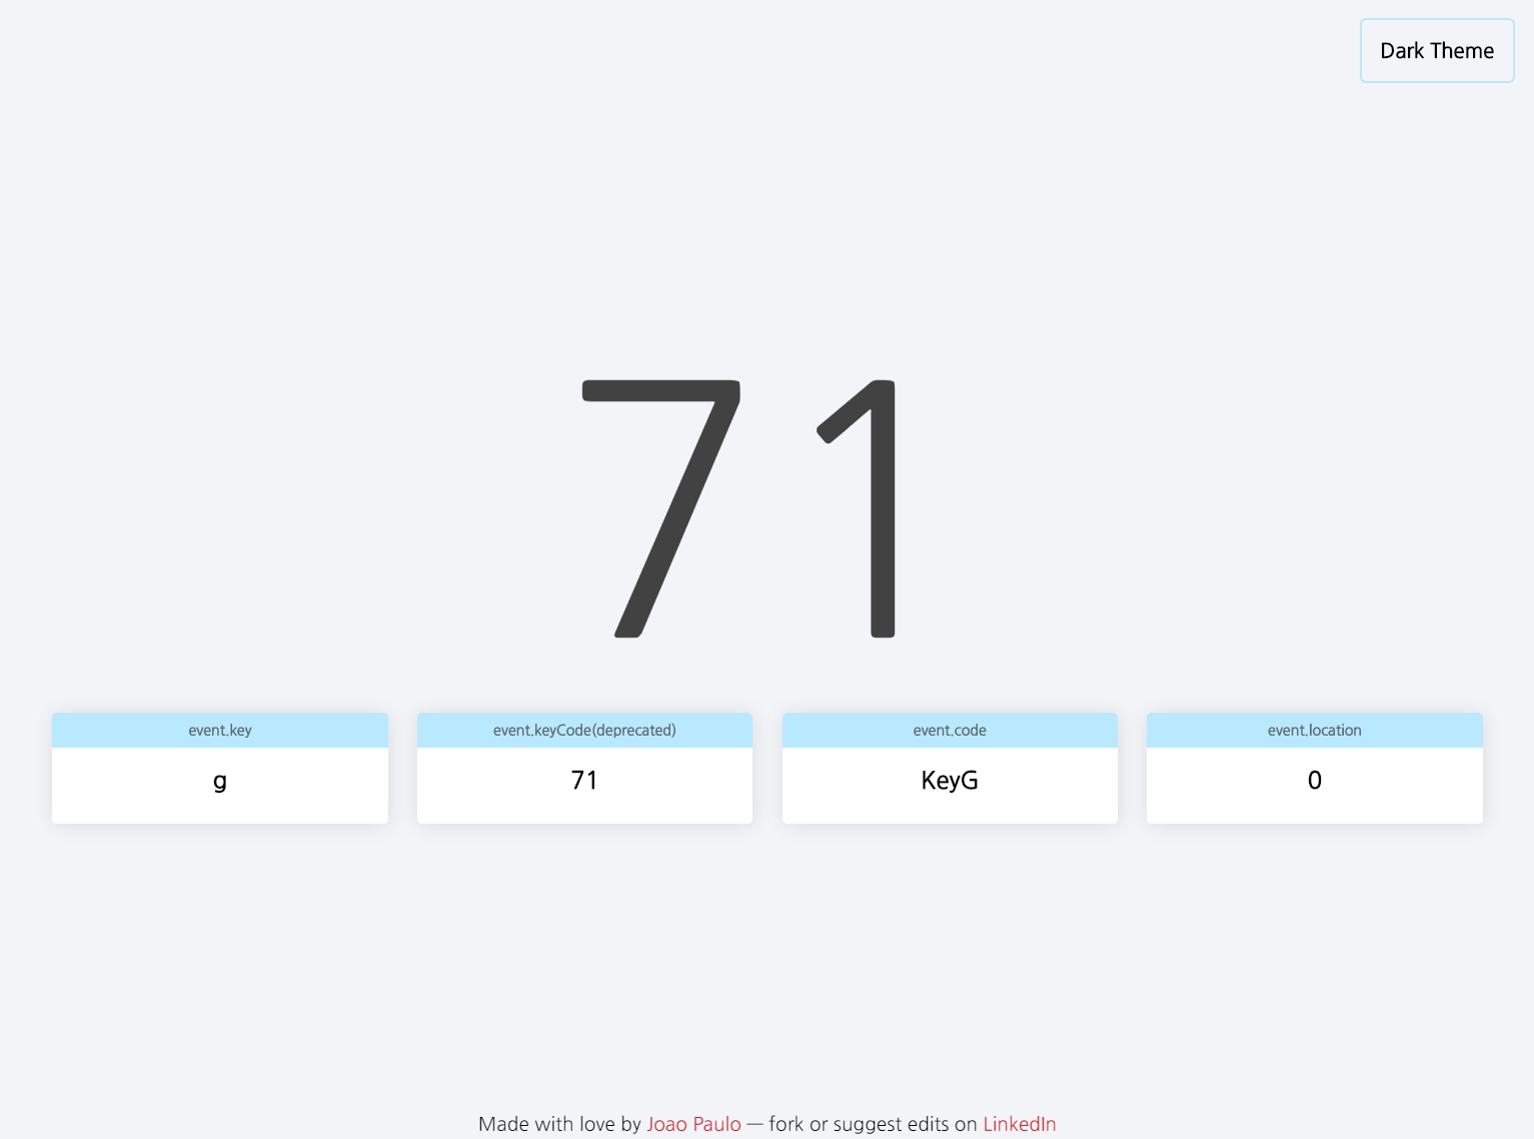 Dark Theme
71
event.key
g
event.keyCode(deprecated)
71
event.code
KeyG
event.location
0
Made with love by Joao Paulo — fork or suggest edits on LinkedIn